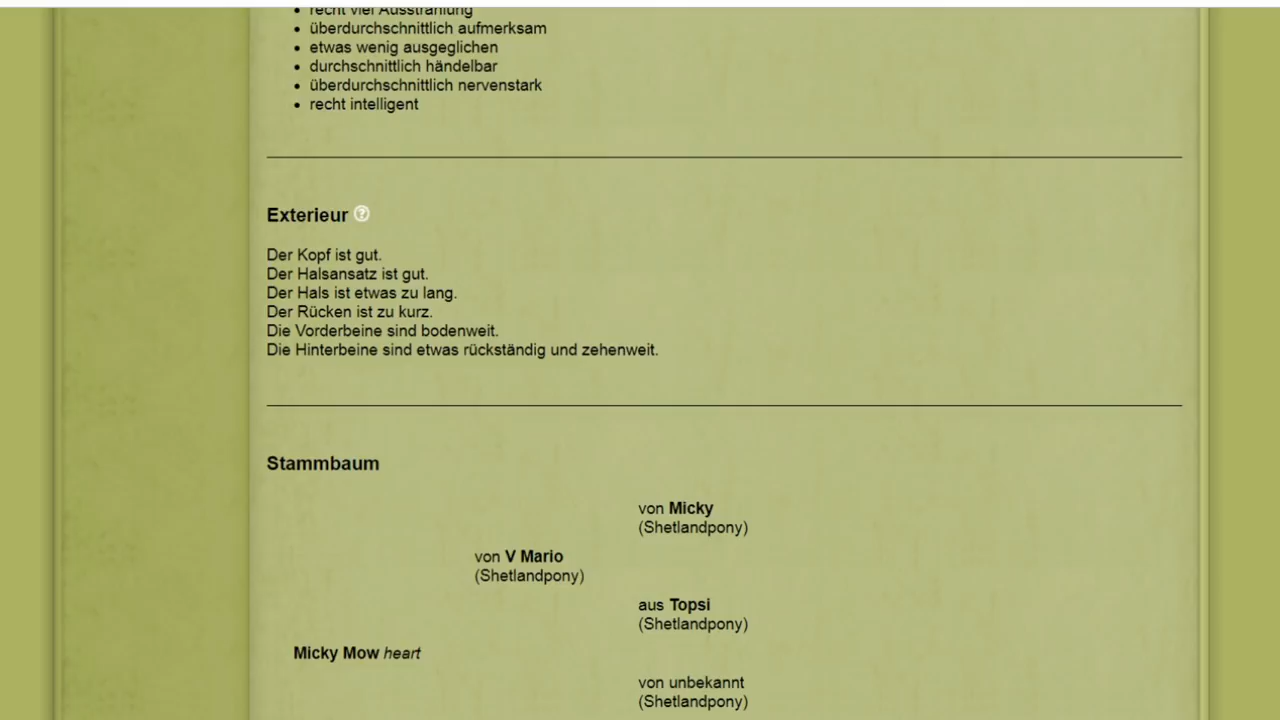 recht viel Ausstrahlung
überdurchschnittlich aufmerksam
etwas wenig ausgeglichen
durchschnittlich händelbar
überdurchschnittlich nervenstark
recht intelligent
Exterieur ?
Der Kopf ist gut.
Der Halsansatz ist gut.
Der Hals ist etwas zu lang.
Der Rücken ist zu kurz.
Die Vorderbeine sind bodenweit.
Die Hinterbeine sind etwas rückständig und zehenweit.
Stammbaum
von Micky
(Shetlandpony)
von V Mario
(Shetlandpony)
aus Topsi
(Shetlandpony)
Micky Mow heart
von unbekannt
(Shetlandpony)